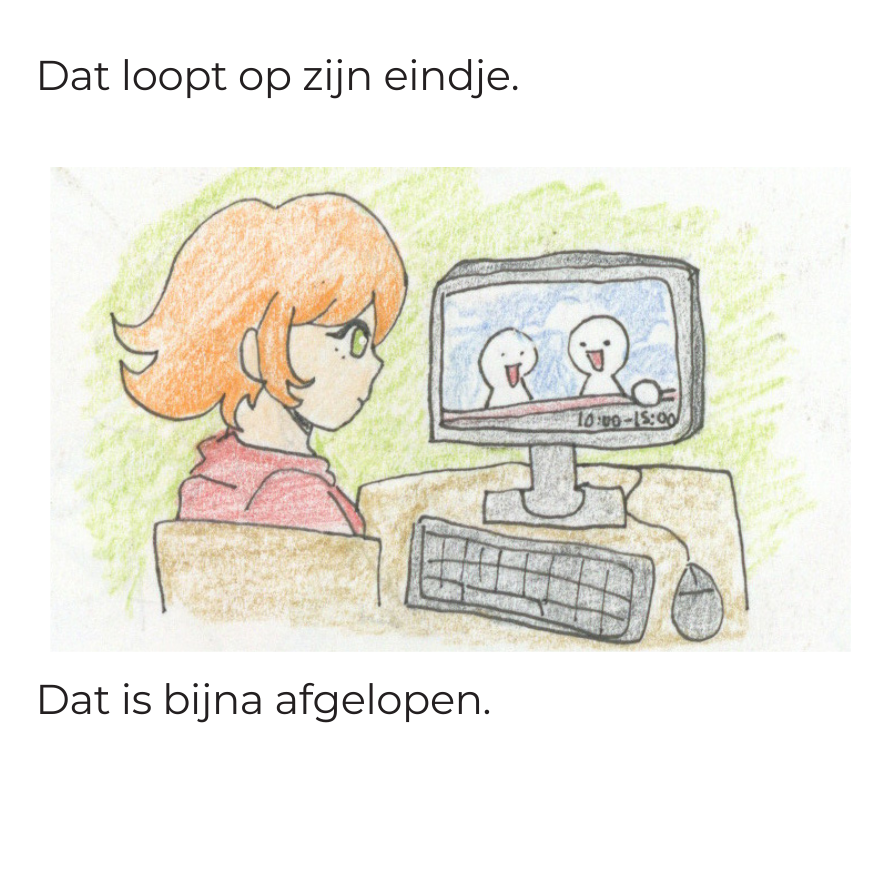 Dat loopt op zijn eindje.
10:00-15:00
Dat is bijna afgelopen.